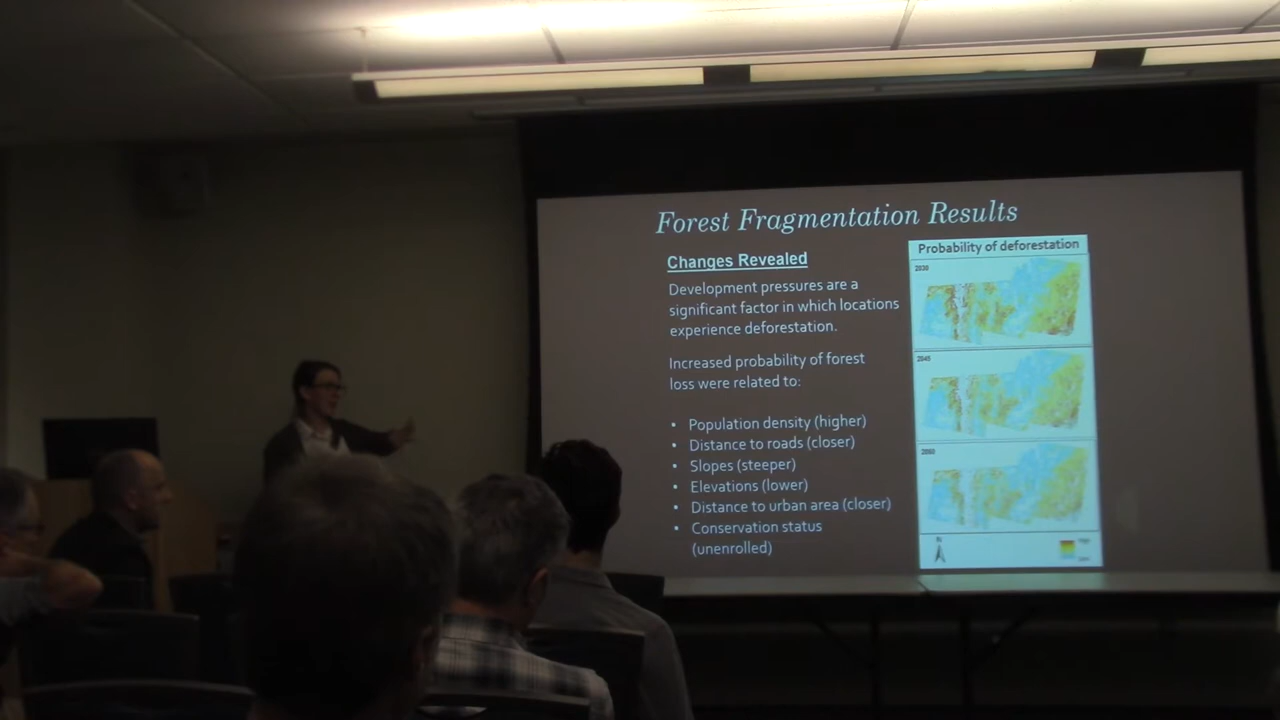 Forest Fragmentation Results
Changes Revealed
Development pressures are a
significant factor in which locations
experience deforestation.
Increased probability of forest
loss were related to:
• Population density (higher)
• Distance to roads (closer)
• Slopes (steeper)
• Elevations (lower)
• Distance to urban area (closer)
• Conservation status
(unenrolled)
Probability of deforestation
2030
2045
2060
N